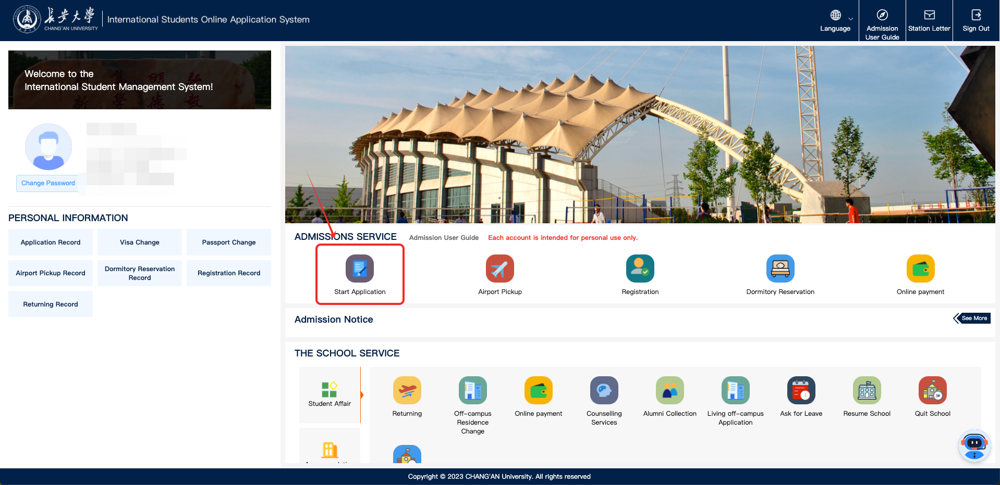 长安大学
CHANG'AN UNIVERSITY
International Students Online Application System
Language
Admission
User Guide
Station Letter
Sign Out
Welcome to the
International Student Management System!
Change Password
PERSONAL INFORMATION
Application Record
Visa Change
Passport Change
Airport Pickup Record
Dormitory Reservation
Record
Registration Record
Returning Record
ADMISSIONS SERVICE
Admission User Guide
Each account is intended for personal use only.
Start Application
Airport Pickup
Registration
Dormitory Reservation
Online payment
Admission Notice
See More
THE SCHOOL SERVICE
Student Affair
Returning
Off-campus
Residence
Change
Online payment
Counselling
Services
Alumni Collection
Living off-campus
Application
Ask for Leave
Resume School
Quit School
Copyright © 2023 CHANG'AN University. All rights reserved